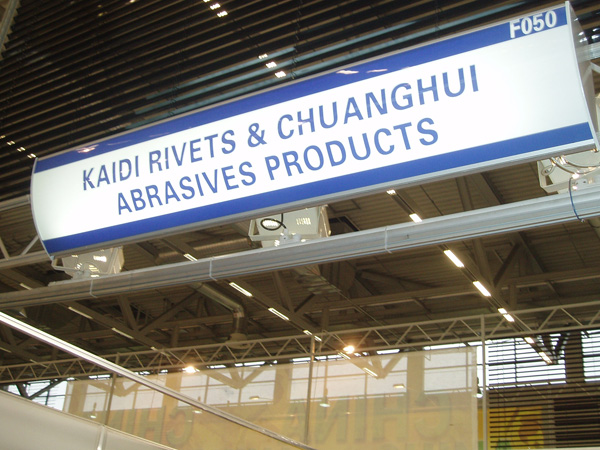 F050
KAIDI RIVETS & CHUANGHUI
ABRASIVES PRODUCTS